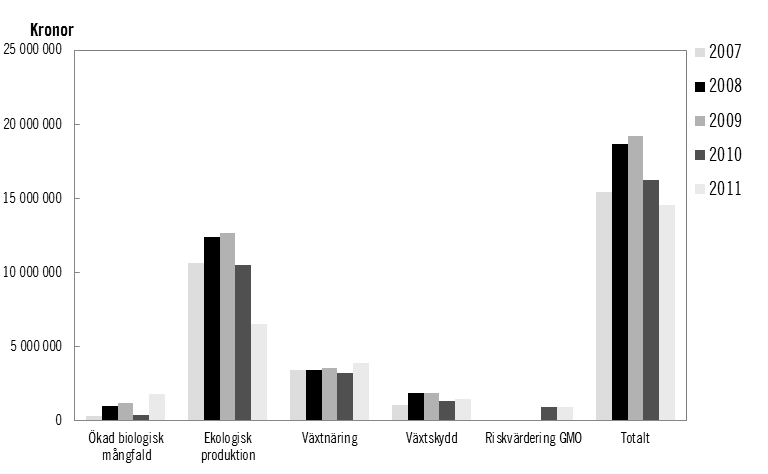 Kronor
25 000 000
20 000 000
15 000 000
10 000 000
5 000 000
0
Ökad biologisk
mångfald
Ekologisk
produktion
Växtnäring
Växtskydd
Riskvärdering GMO
Totalt
2007
2008
2009
2010
2011